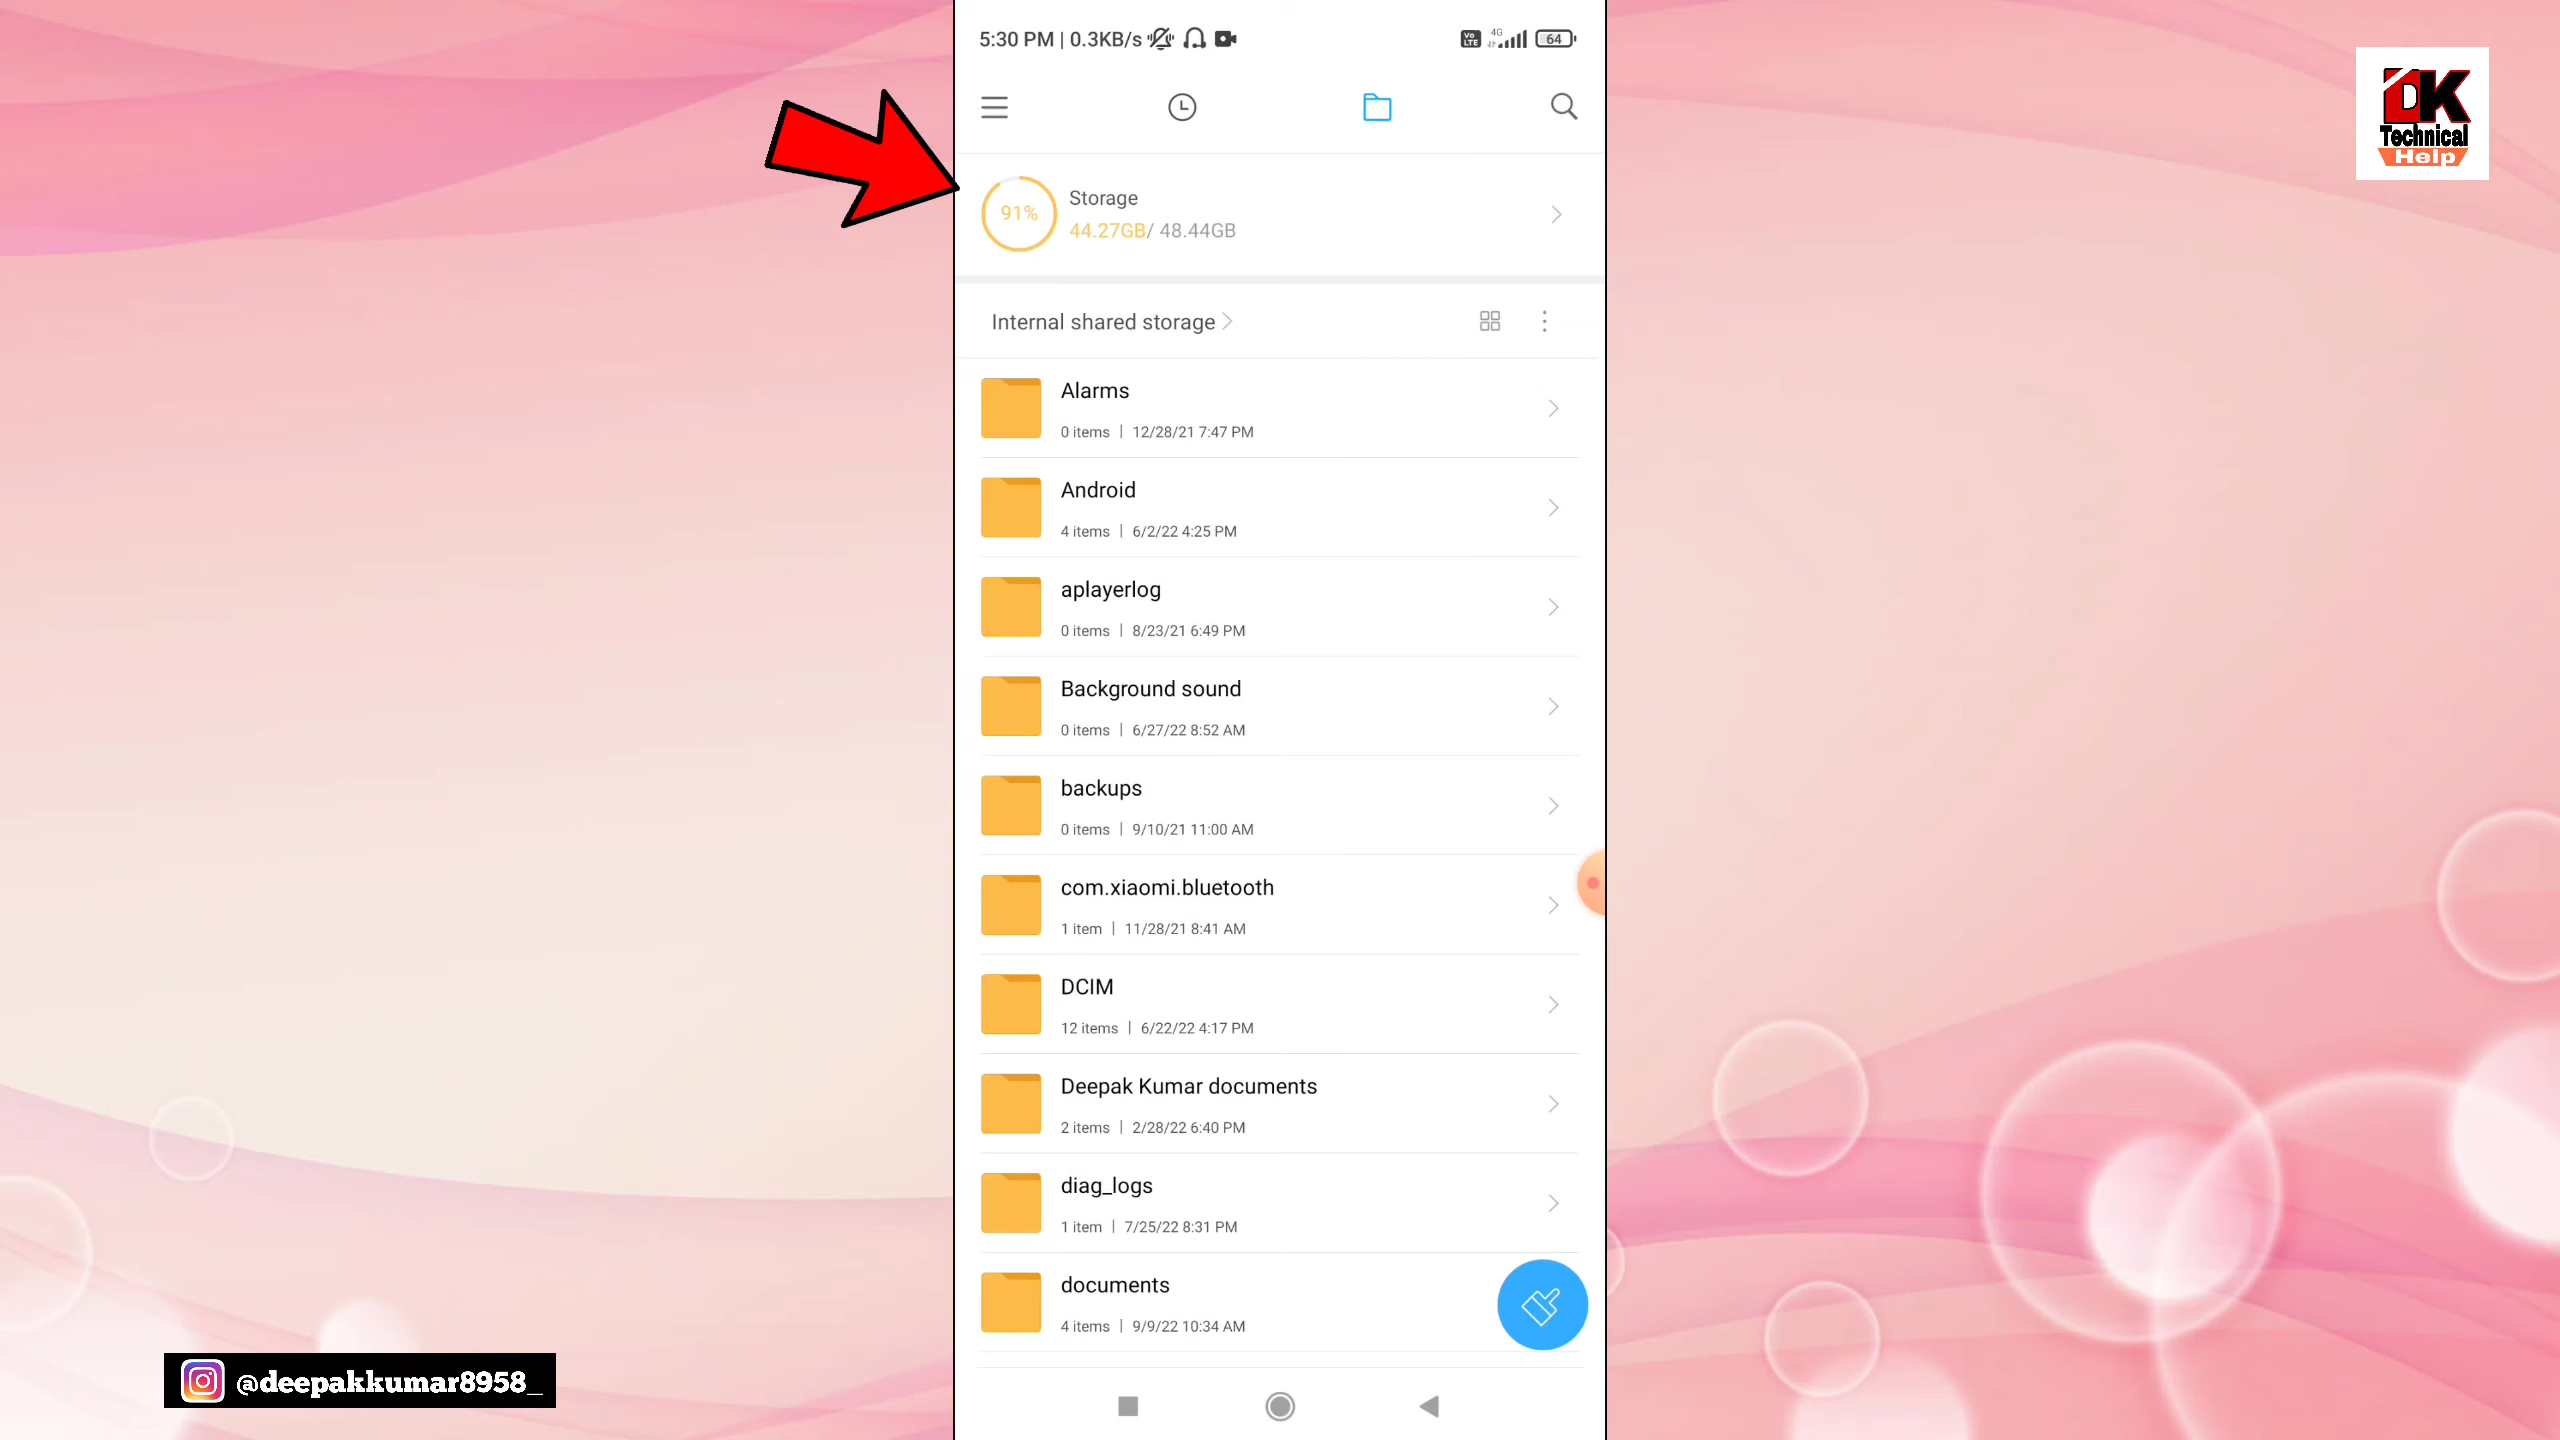 5:30 PM | 0.3KB/s
Vo LTE
4G
64
DK
Technical
Help
91%
Storage
44.27GB/ 48.44GB
Internal shared storage
Alarms
0 items | 12/28/21 7:47 PM
Android
4 items | 6/2/22 4:25 PM
aplayerlog
0 items | 8/23/21 6:49 PM
Background sound
0 items | 6/27/22 8:52 AM
backups
0 items | 9/10/21 11:00 AM
com.xiaomi.bluetooth
1 item | 11/28/21 8:41 AM
DCIM
12 items | 6/22/22 4:17 PM
Deepak Kumar documents
2 items | 2/28/22 6:40 PM
diag_logs
1 item | 7/25/22 8:31 PM
documents
4 items | 9/9/22 10:34 AM
@deepakkumar8958_